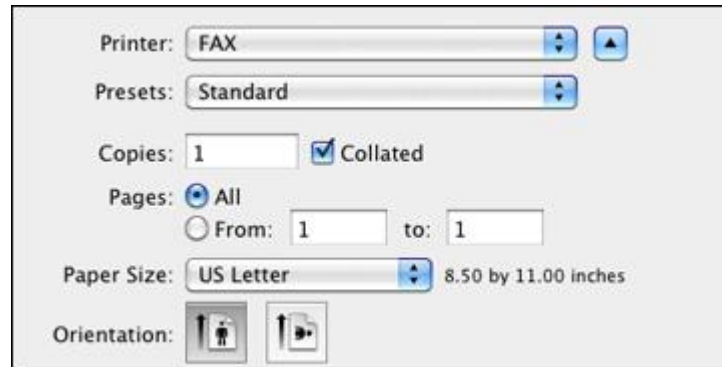 Printer: FAX
Presets: Standard
Copies: 1 Collated
Pages: All
From: 1 to: 1
Paper Size: US Letter 8.50 by 11.00 inches
Orientation: